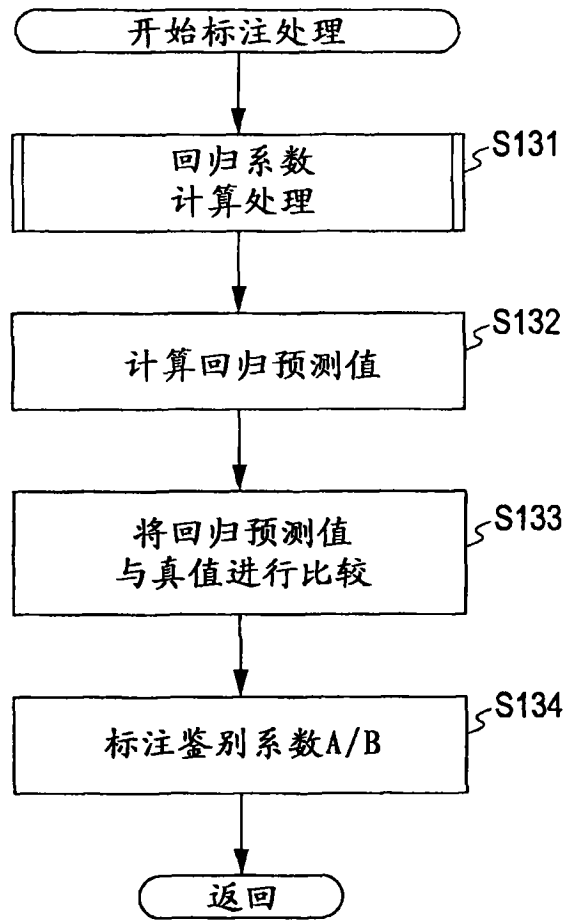 开始标注处理
回归系数
计算处理
S131
计算回归预测值
S132
将回归预测值
与真值进行比较
S133
标注鉴别系数A/B
S134
返回